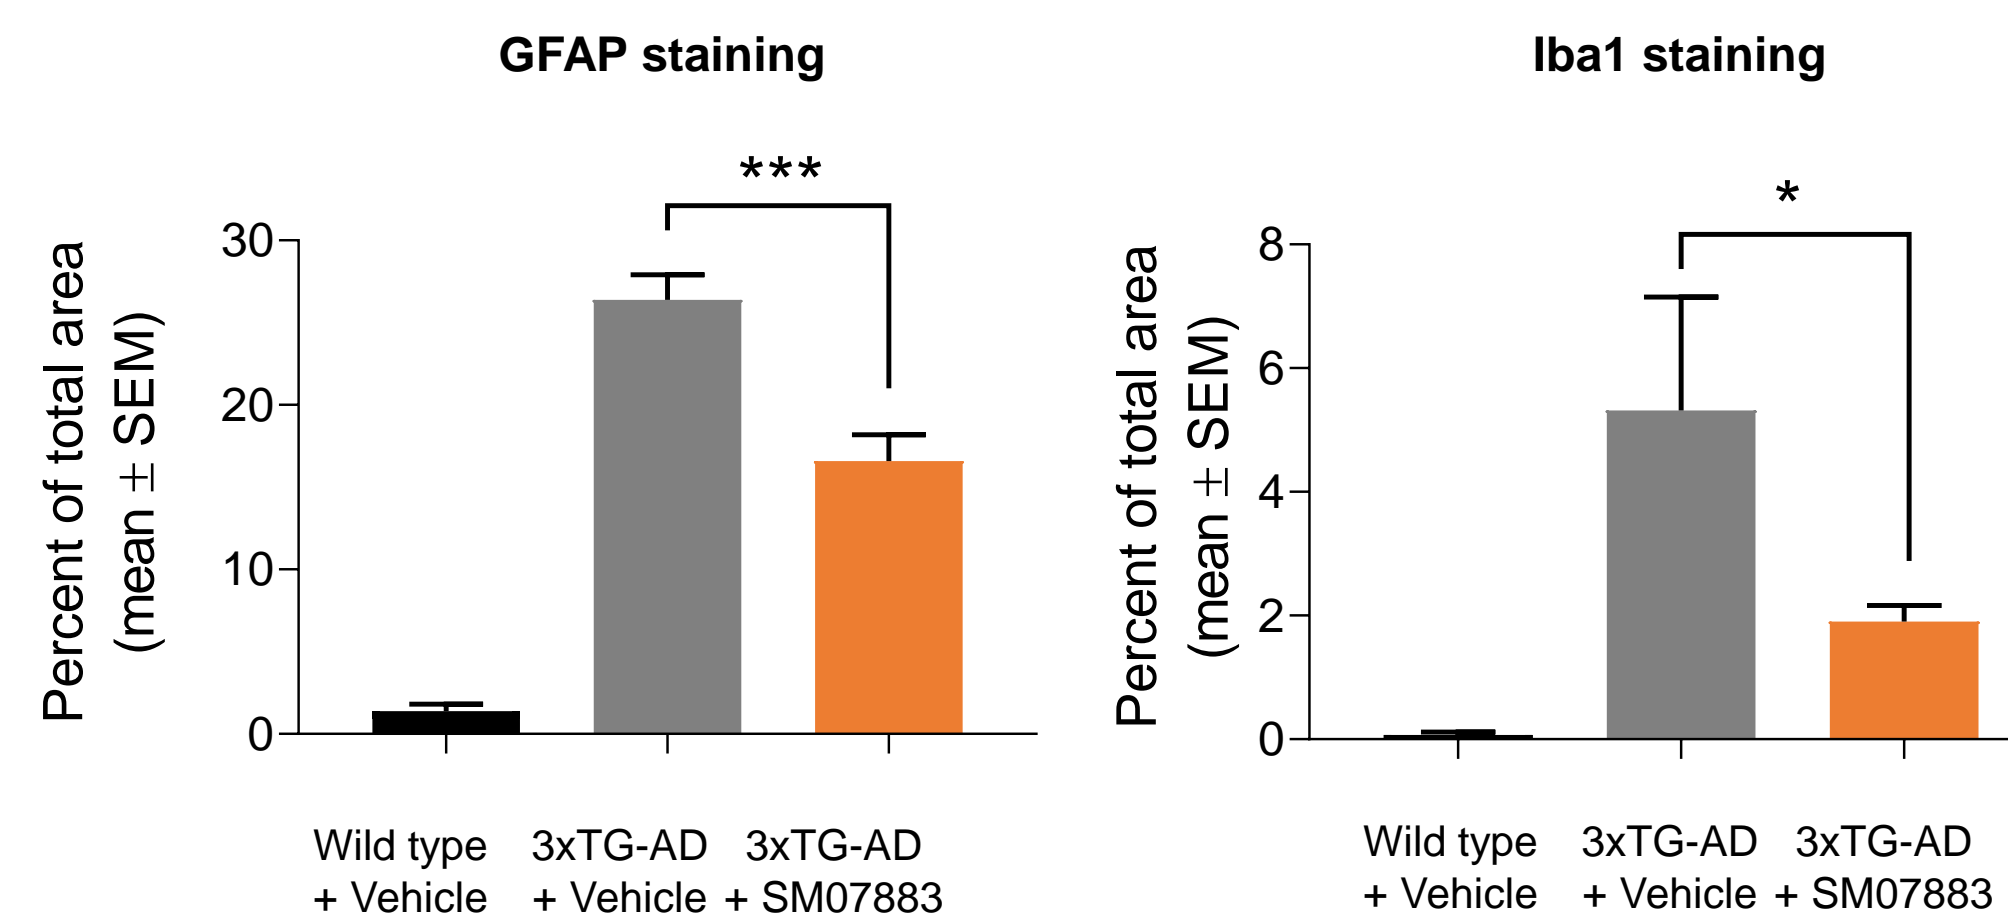 GFAP staining
***
Percent of total area
(mean ± SEM)
30
20
10
0
Wild type 3xTG-AD 3xTG-AD
+ Vehicle + Vehicle + SM07883
Iba1 staining
*
Percent of total area
(mean ± SEM)
8
6
4
2
0
Wild type 3xTG-AD 3xTG-AD
+ Vehicle + Vehicle + SM07883